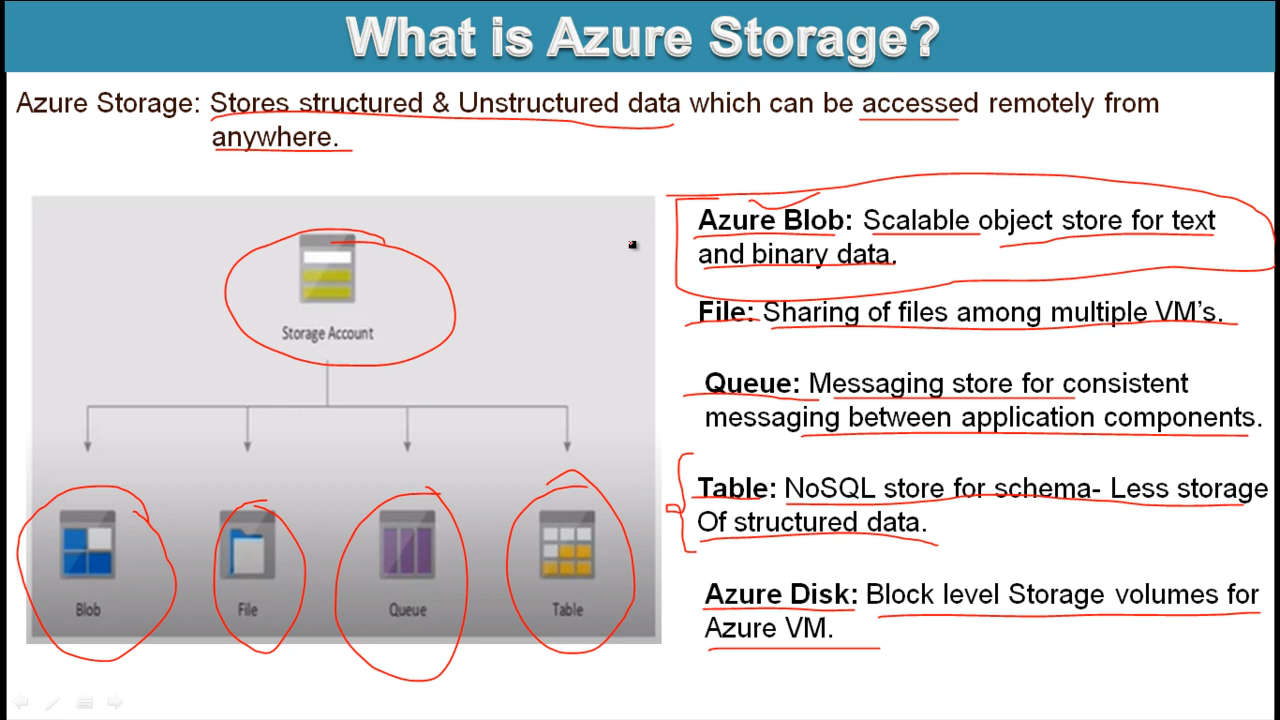 What is Azure Storage?
Azure Storage: Stores structured & Unstructured data which can be accessed remotely from
anywhere.
Storage Account
Blob
File
Queue
Table
Azure Blob: Scalable object store for text
and binary data.
File: Sharing of files among multiple VM's.
Queue: Messaging store for consistent
messaging between application components.
Table: NoSQL store for schema- Less storage
Of structured data.
Azure Disk: Block level Storage volumes for
Azure VM.